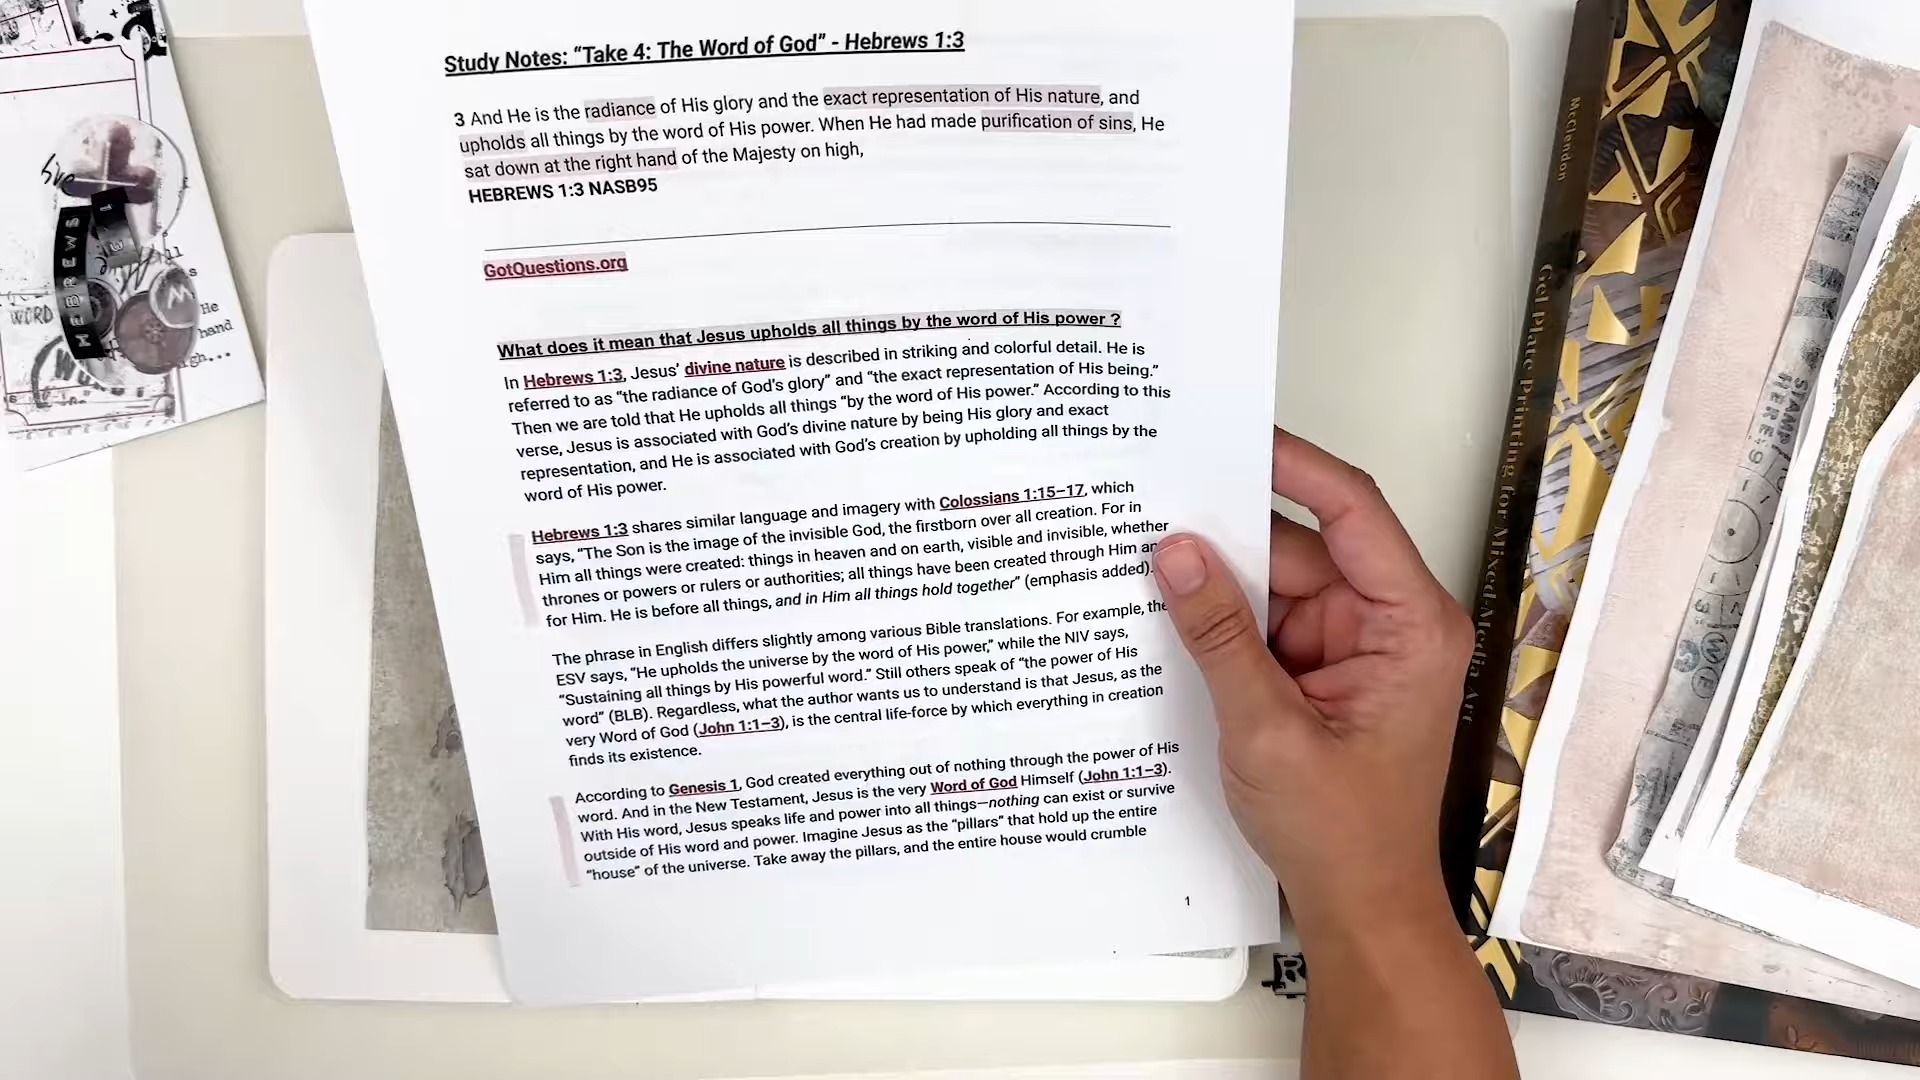 Study Notes: “Take 4: The Word of God” - Hebrews 1:3
3 And He is the radiance of His glory and the exact representation of His nature, and
upholds all things by the word of His power. When He had made purification of sins, He
sat down at the right hand of the Majesty on high,
HEBREWS 1:3 NASB95
GotQuestions.org
What does it mean that Jesus upholds all things by the word of His power ?
In Hebrews 1:3, Jesus’ divine nature is described in striking and colorful detail. He is
referred to as “the radiance of God’s glory” and “the exact representation of His being.”
Then we are told that He upholds all things “by the word of His power.” According to this
verse, Jesus is associated with God’s divine nature by being His glory and exact
representation, and He is associated with God’s creation by upholding all things by the
word of His power.
Hebrews 1:3 shares similar language and imagery with Colossians 1:15–17, which
says, “The Son is the image of the invisible God, the firstborn over all creation. For in
Him all things were created: things in heaven and on earth, visible and invisible, whether
thrones or powers or rulers or authorities; all things have been created through Him
for Him. He is before all things, and in Him all things hold together” (emphasis added).
The phrase in English differs slightly among various Bible translations. For example, the
ESV says, “He upholds the universe by the word of His power,” while the NIV says,
“Sustaining all things by His powerful word.” Still others speak of “the power of His
word” (BLB). Regardless, what the author wants us to understand is that Jesus, as the
very Word of God (John 1:1–3), is the central life-force by which everything in creation
finds its existence.
According to Genesis 1, God created everything out of nothing through the power of His
word. And in the New Testament, Jesus is the very Word of God Himself (John 1:1–3).
With His word, Jesus speaks life and power into all things—nothing can exist or survive
outside of His word and power. Imagine Jesus as the “pillars” that hold up the entire
“house” of the universe. Take away the pillars, and the entire house would crumble
1
HEBREWS
WORD
He
hand
McClendon
Gel Plate Printing for Mixed-Media Art
STAMP
HERE